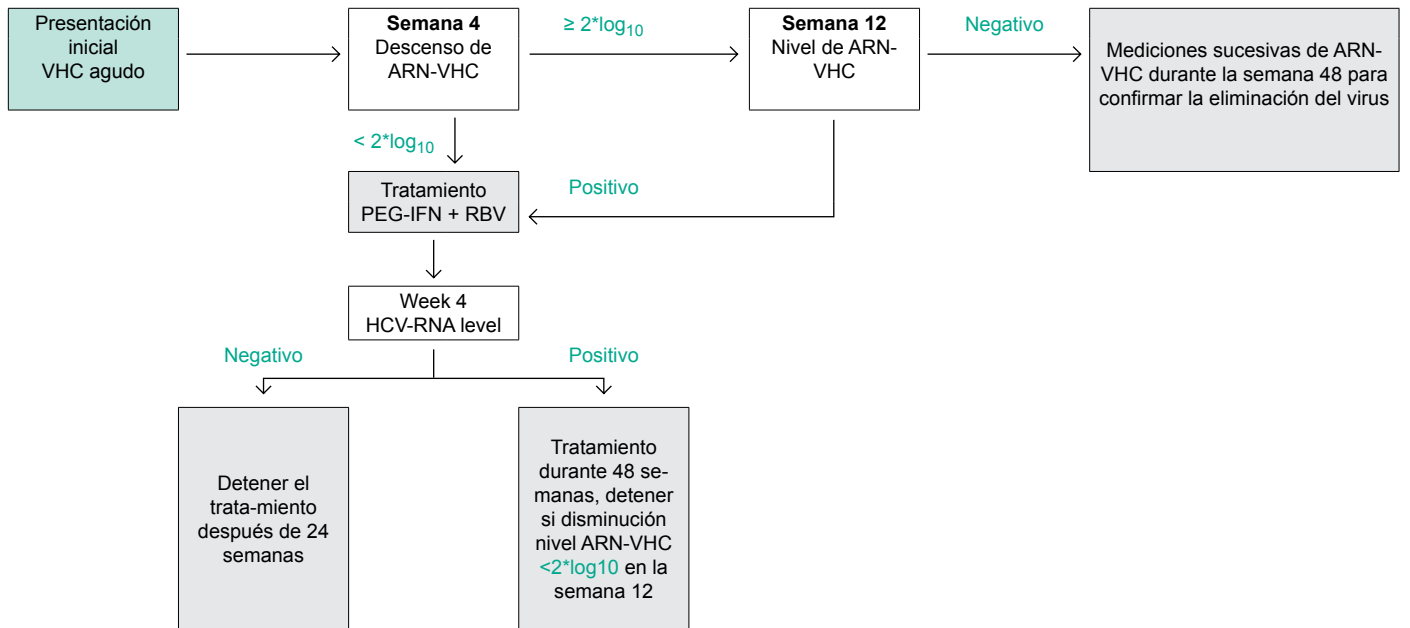 Presentación
inicial
VHC agudo
Semana 4
Descenso de
ARN-VHC
≥ 2*log10
Semana 12
Nivel de ARN-
VHC
Negativo
Mediciones sucesivas de ARN-
VHC durante la semana 48 para
confirmar la eliminación del virus
< 2*log10
Tratamiento
PEG-IFN + RBV
Positivo
Week 4
HCV-RNA level
Negativo
Positivo
Detener el
trata-miento
después de 24
semanas
Tratamiento
durante 48 se-
manas, detener
si disminución
nivel ARN-VHC
<2*log10 en la
semana 12